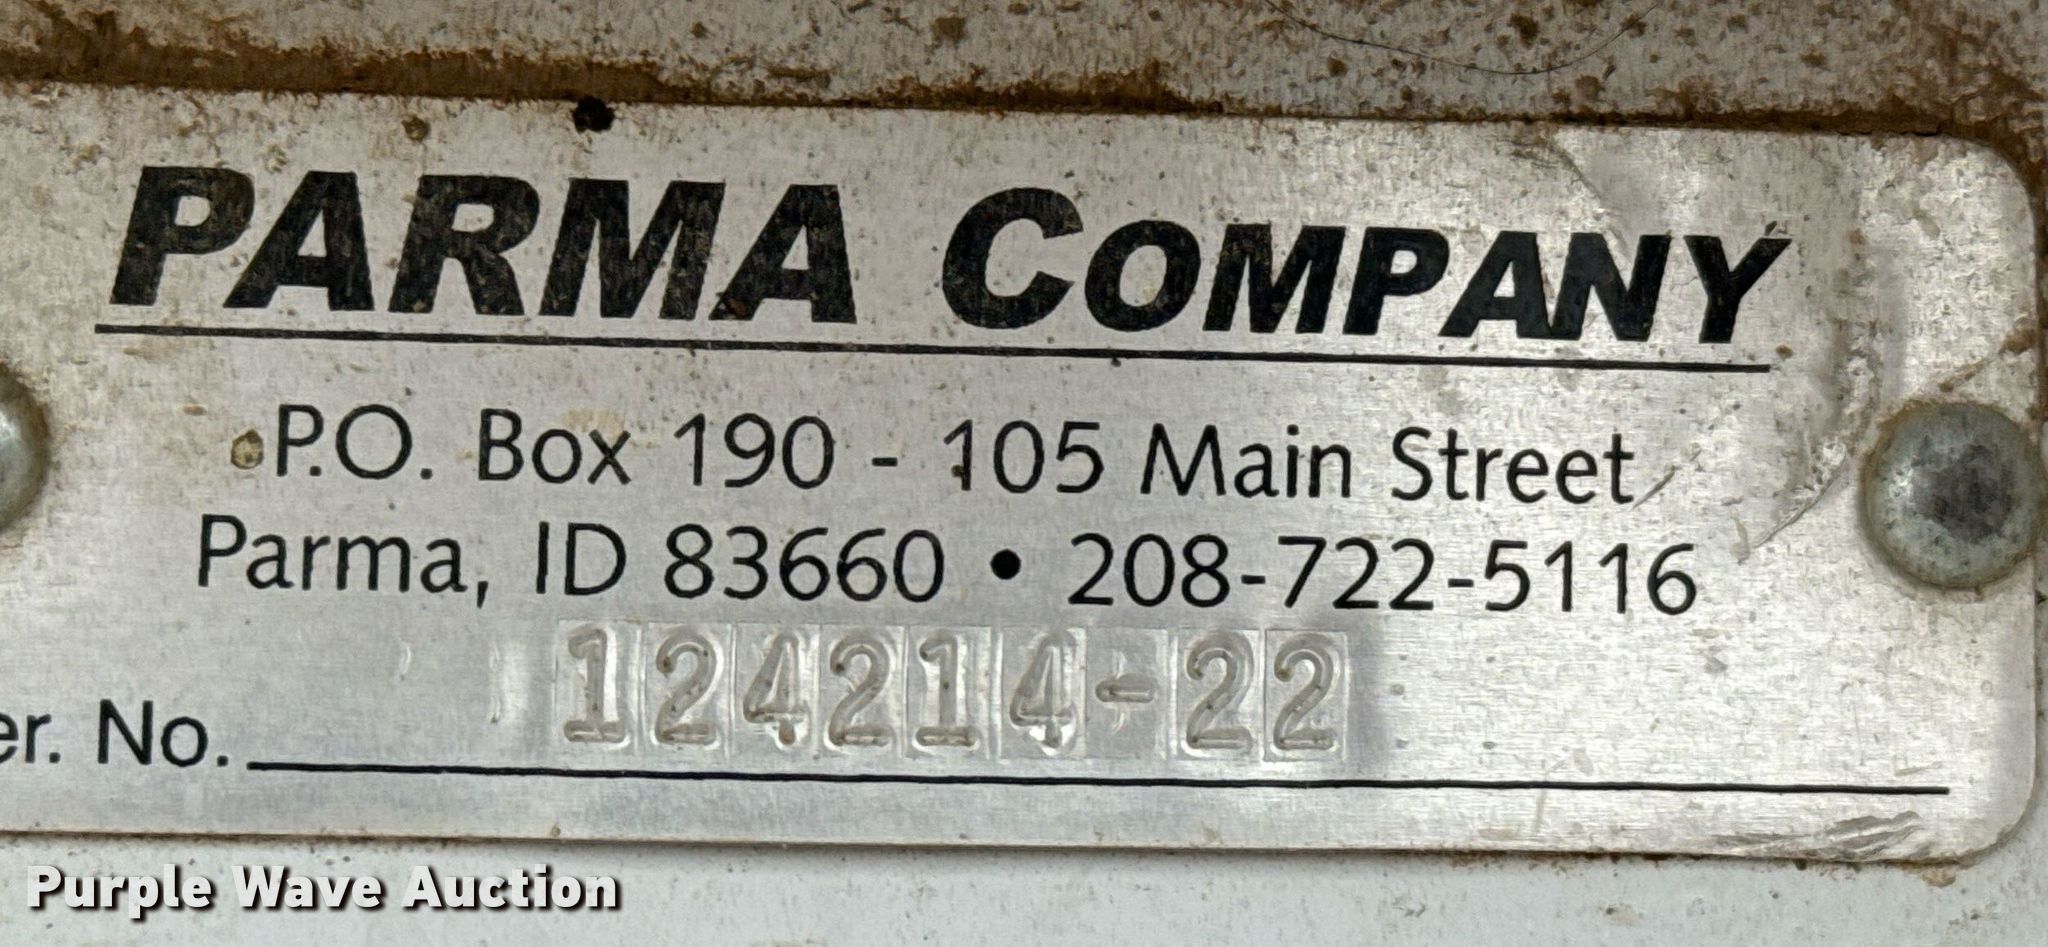 PARMA COMPANY
P.O. Box 190 - 105 Main Street
Parma, ID 83660 • 208-722-5116
er. No. 124214-22
Purple Wave Auction